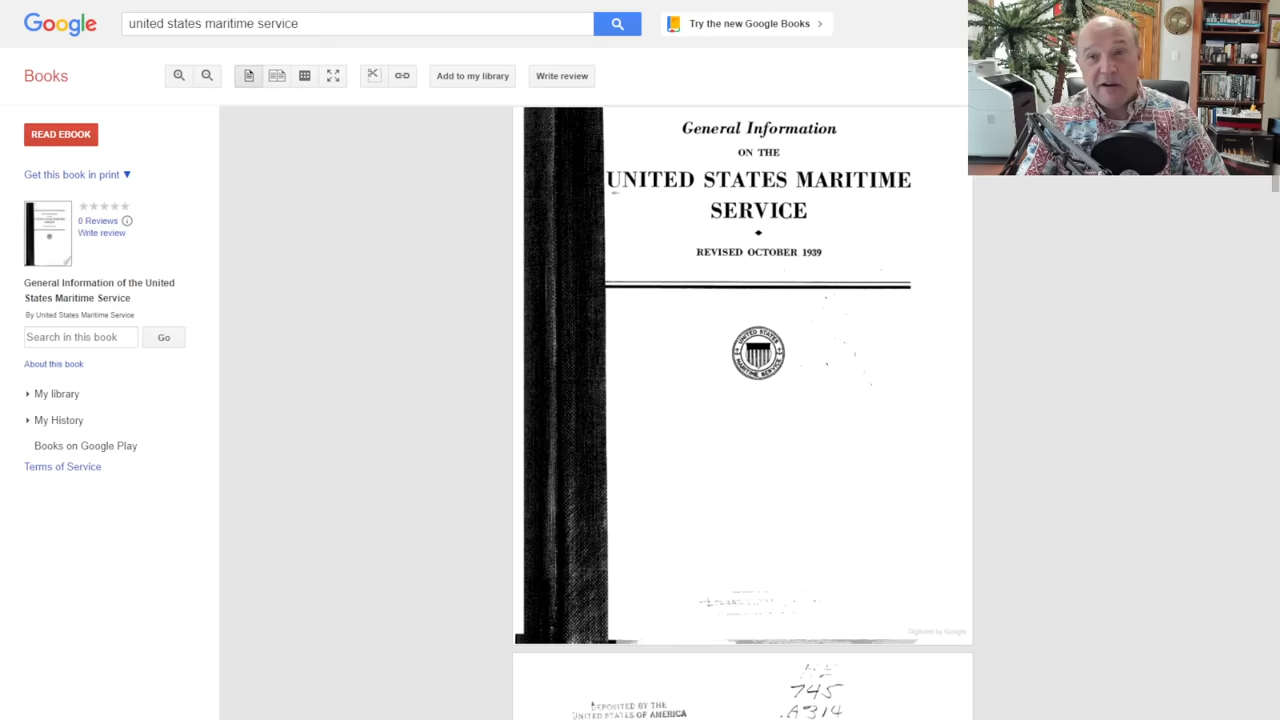 Google
united states maritime service
Try the new Google Books
Books
Add to my library
Write review
READ EBOOK
Get this book in print ▼
0 Reviews
Write review
General Information of the United
States Maritime Service
By United States Maritime Service
Search in this book
Go
About this book
My library
My History
Books on Google Play
Terms of Service
General Information
ON THE
UNITED STATES MARITIME
SERVICE
REVISED OCTOBER 1939
UNITED STATES
MARITIME SERVICE
Digitized by Google
DEPOSITED BY THE
UNITED STATES OF AMERICA
745
.A314